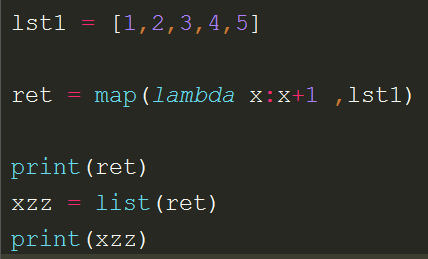 lst1 = [1,2,3,4,5]
ret = map(lambda x:x+1 ,lst1)
print(ret)
xzz = list(ret)
print(xzz)